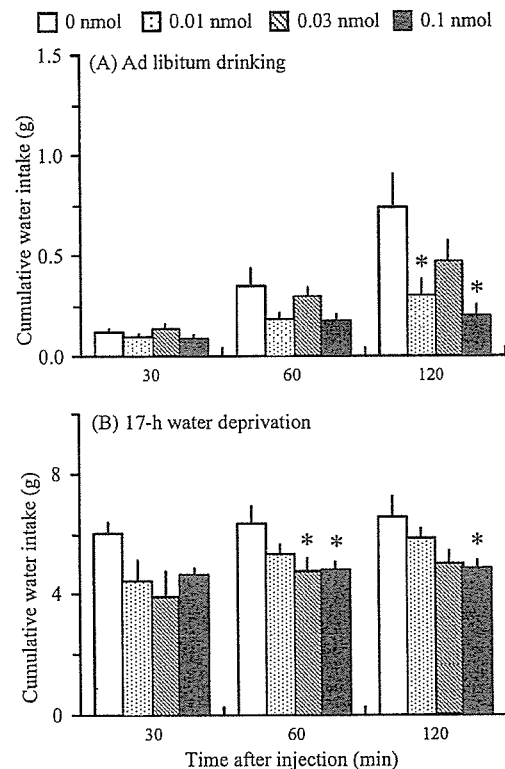 0 nmol 0.01 nmol 0.03 nmol 0.1 nmol
(A) Ad libitum drinking
Cumulative water intake (g)
1.5
1.0
0.5
0.0
* *
30 60 120
(B) 17-h water deprivation
Cumulative water intake (g)
8
4
0
* * *
30 60 120
Time after injection (min)